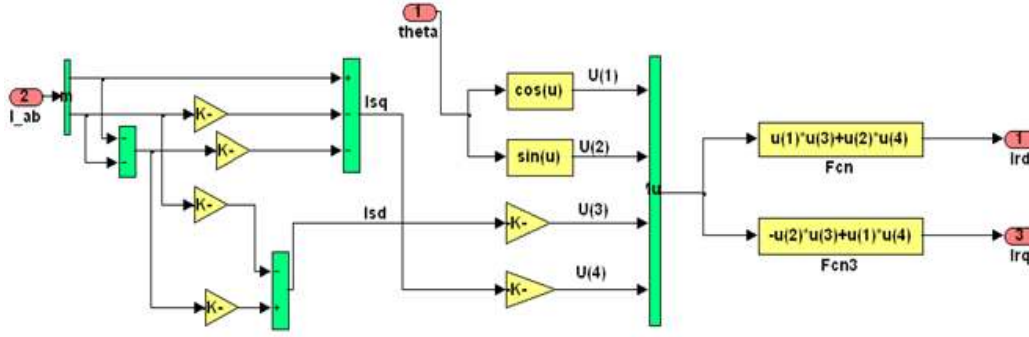 1
theta
2
I_ab
m
+
-
-
K-
K-
K-
K-
-
-
-
+
Isq
Isd
cos(u)
sin(u)
U(1)
U(2)
K-
U(3)
K-
U(4)
u(1)*u(3)+u(2)*u(4)
Fcn
-u(2)*u(3)+u(1)*u(4)
Fcn3
1
Ird
3
Irq